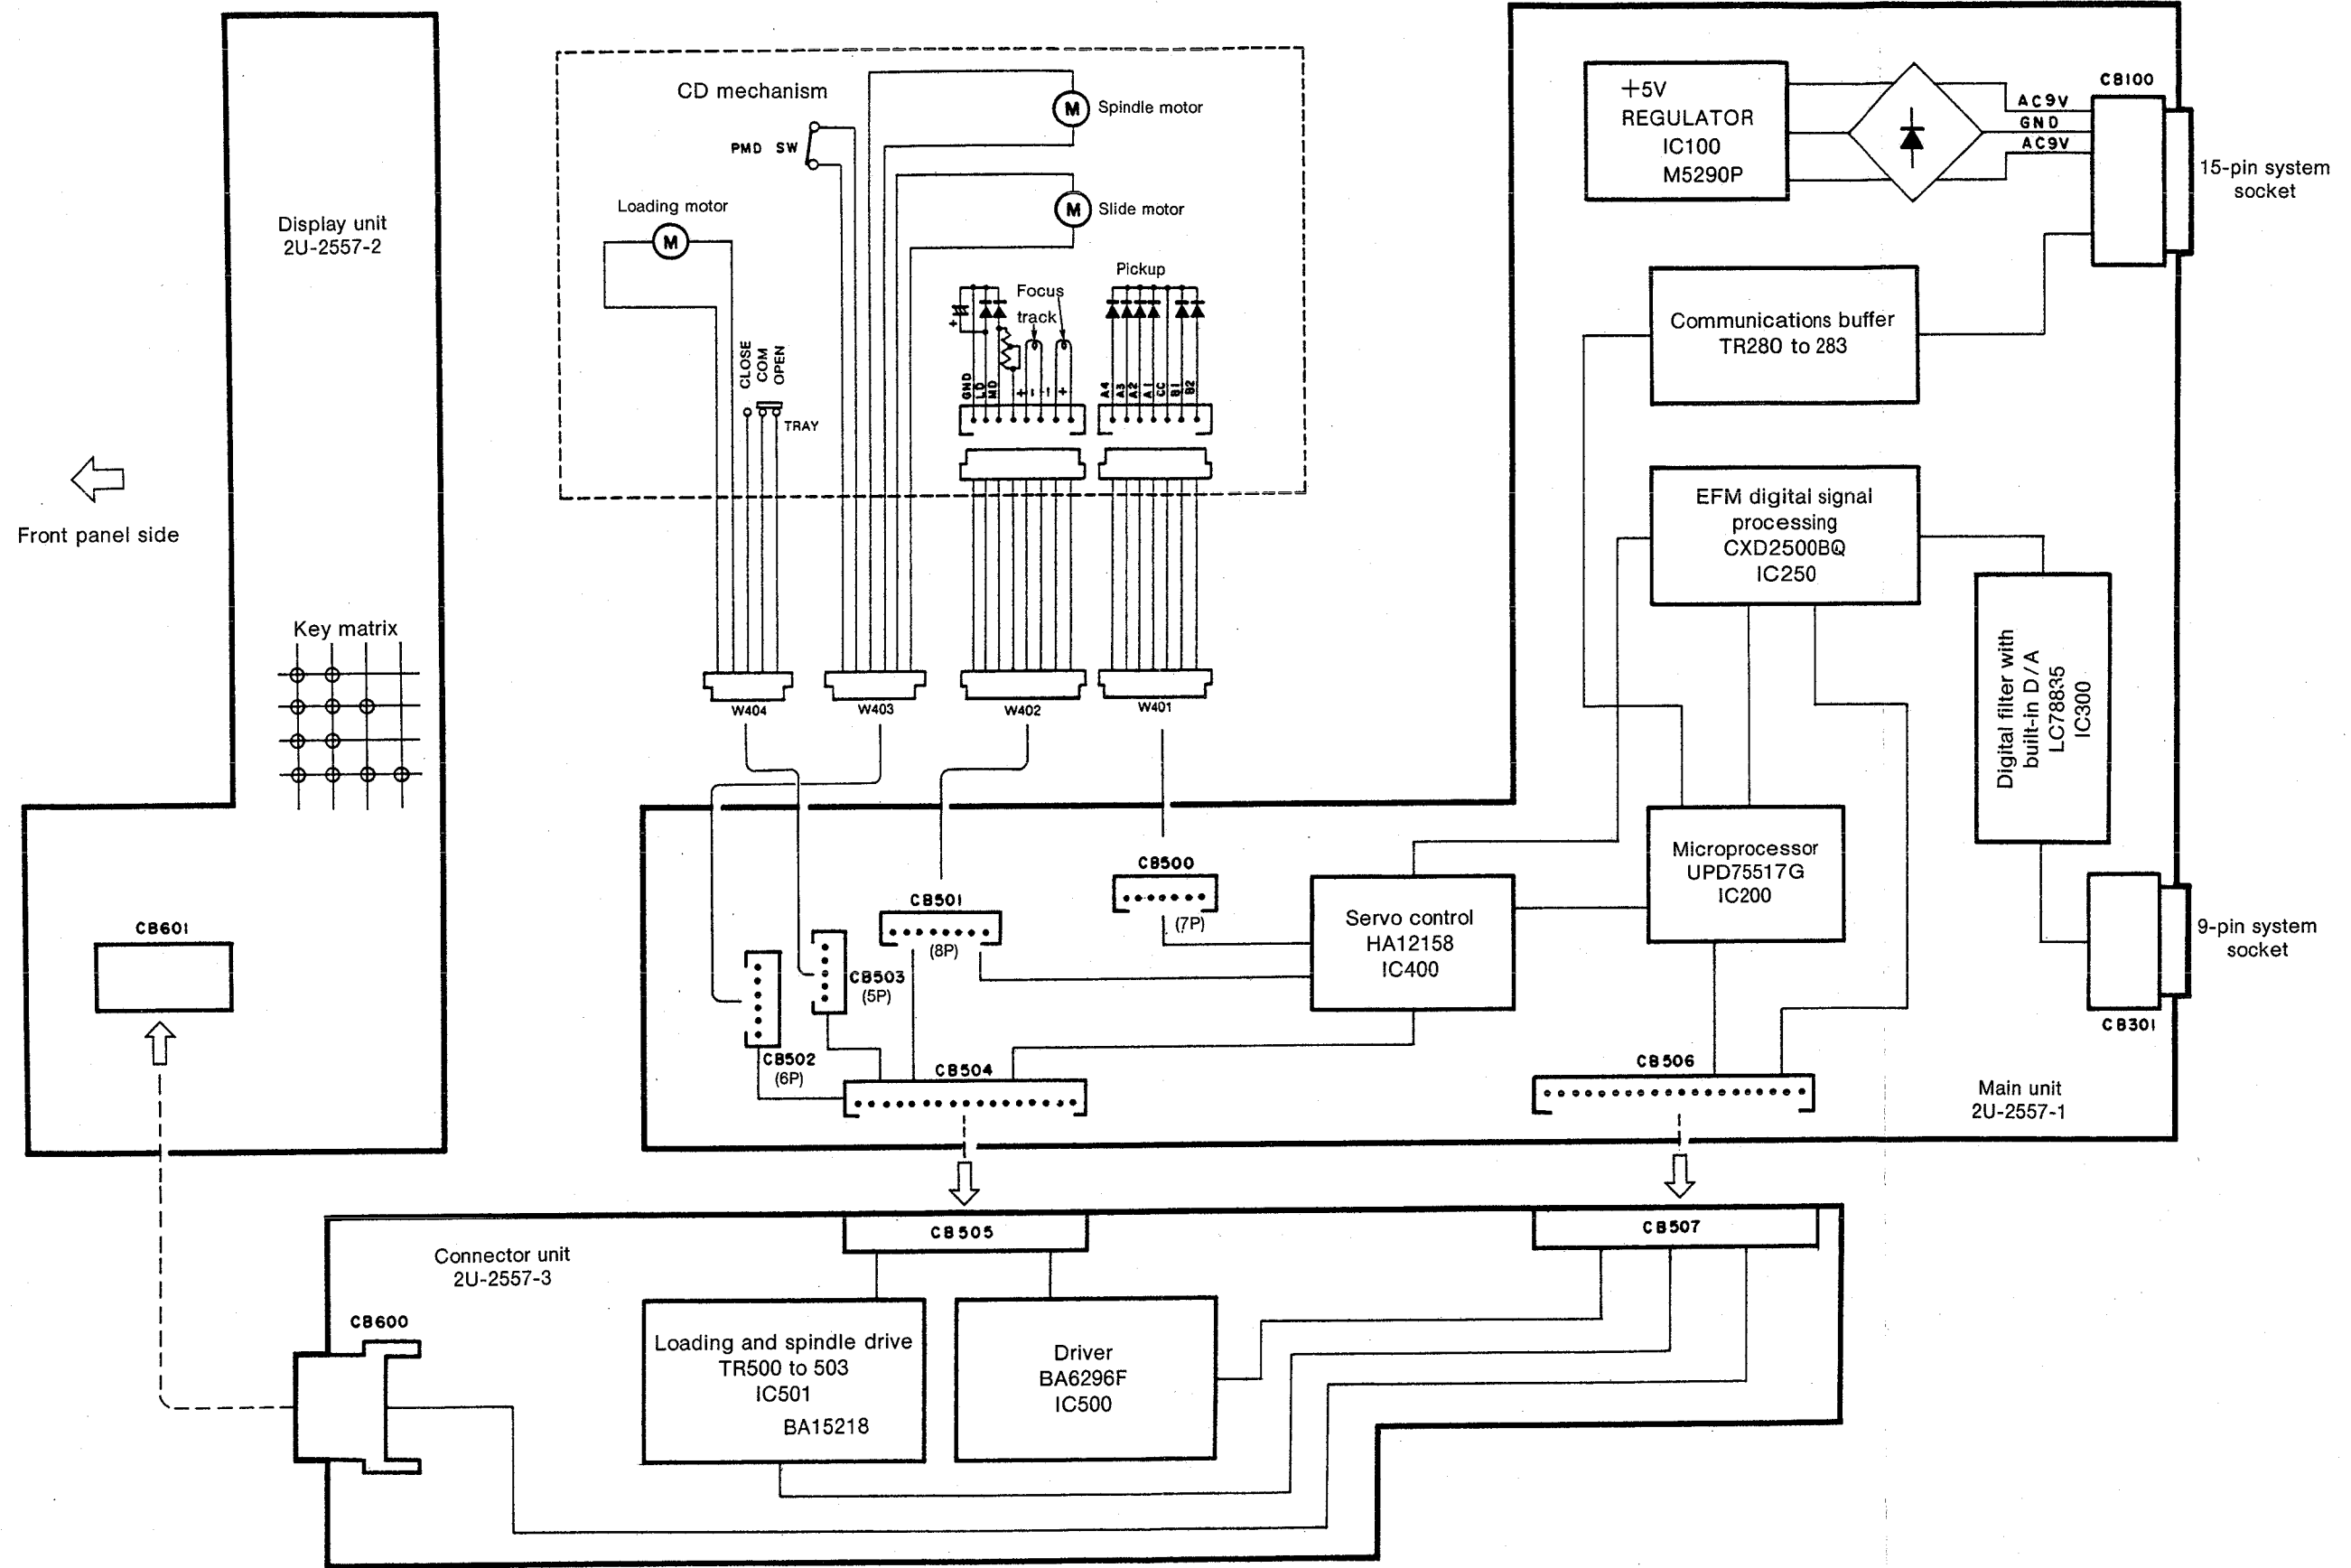 Display unit
2U-2557-2
Front panel side
Key matrix
CB601
CD mechanism
PMD SW
Spindle motor
Loading motor
Slide motor
CLOSE
COM
OPEN
TRAY
Pickup
Focus
track
+
GND
LD
MD
+
−
−
+
A4
A3
A2
A1
CC
B1
B2
W404
W403
W402
W401
+5V
REGULATOR
IC100
M5290P
AC9V
GND
AC9V
CB100
15-pin system
socket
Communications buffer
TR280 to 283
EFM digital signal
processing
CXD2500BQ
IC250
Digital filter with
built-in D/A
LC78835
IC300
Microprocessor
UPD75517G
IC200
Servo control
HA12158
IC400
CB500
(7P)
CB501
(8P)
CB503
(5P)
CB502
(6P)
CB504
CB506
9-pin system
socket
CB301
Main unit
2U-2557-1
CB505
CB507
Connector unit
2U-2557-3
CB600
Loading and spindle drive
TR500 to 503
IC501
BA15218
Driver
BA6296F
IC500
M
M
M